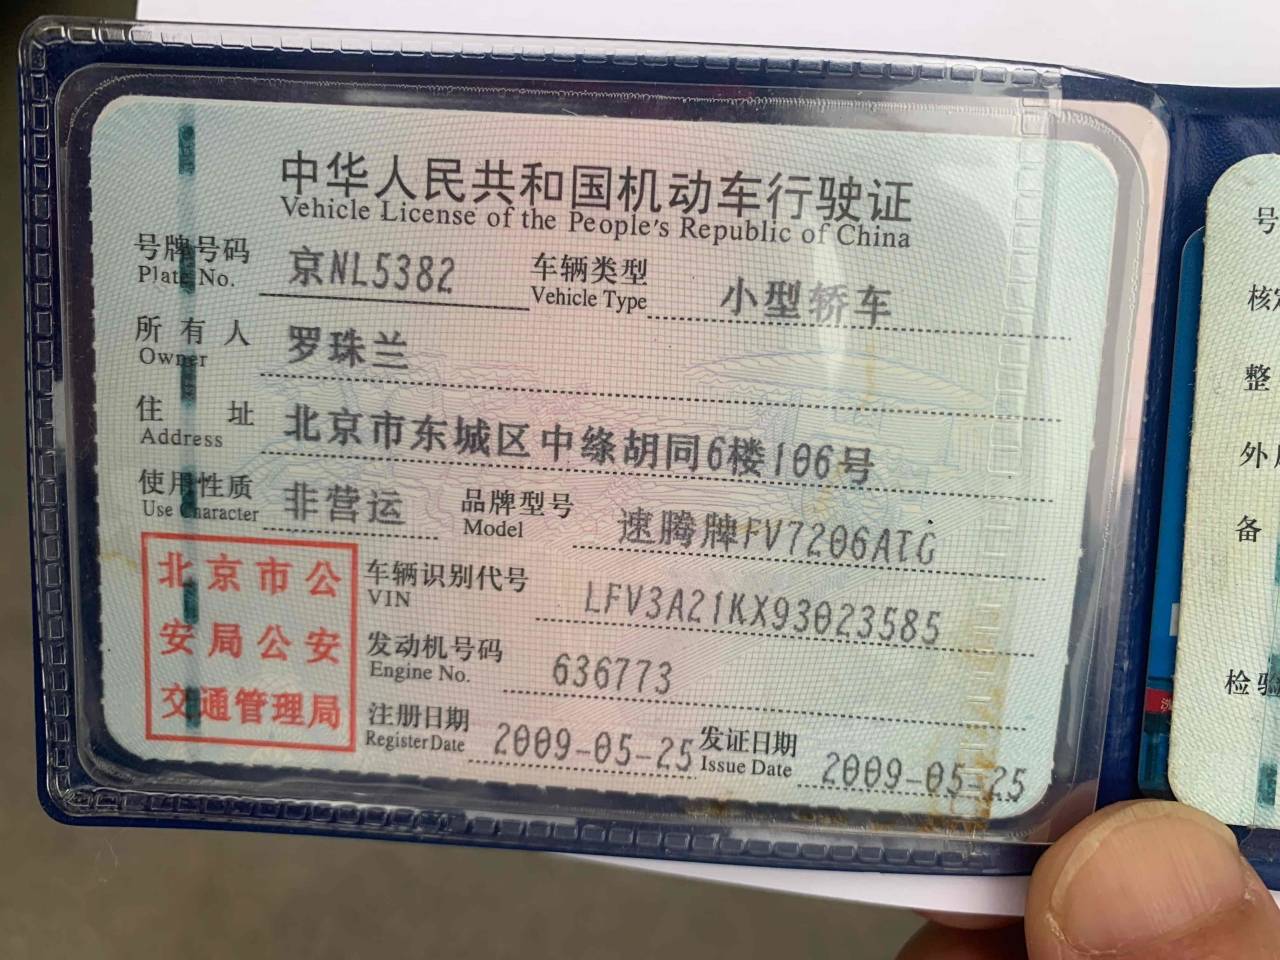 中华人民共和国机动车行驶证
Vehicle License of the People's Republic of China
号牌号码 京NL5382 车辆类型 小型轿车
Plate No. Vehicle Type
所有人 罗珠兰
Owner
住址 北京市东城区中绦胡同6楼106号
Address
使用性质 非营运 品牌型号 速腾牌FV7206ATG
Use Character Model
北京市公
安局公安
交通管理局
车辆识别代号 LFV3A21KX93023585
VIN
发动机号码 636773
Engine No.
注册日期 2009-05-25 发证日期 2009-05-25
Register Date Issue Date
号
核
整
外
备
检验